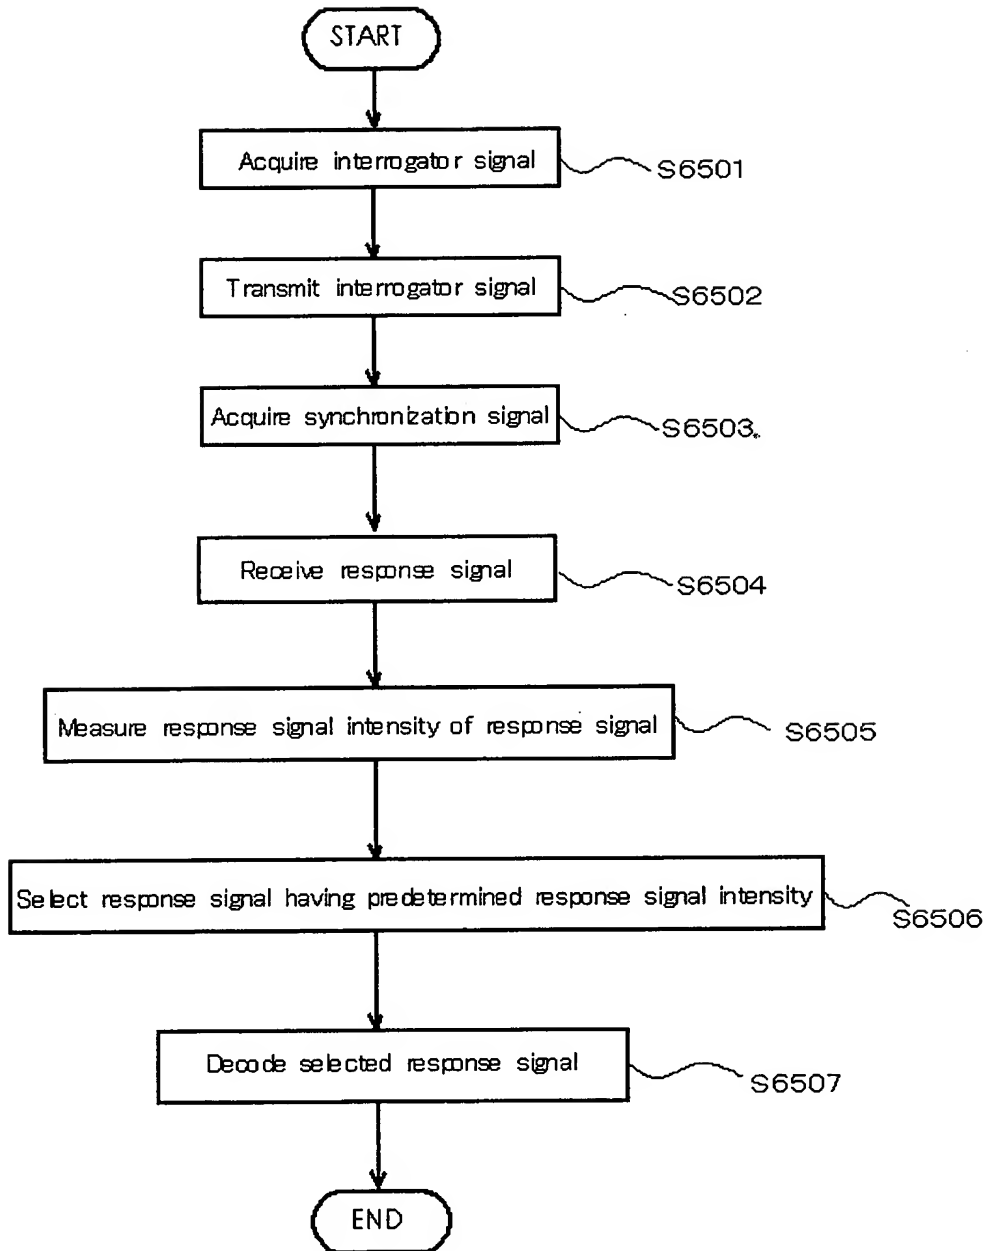 START
Acquire interrogator signal
S6501
Transmit interrogator signal
S6502
Acquire synchronization signal
S6503.
Receive response signal
S6504
Measure response signal intensity of response signal
S6505
Select response signal having predetermined response signal intensity
S6506
Decode selected response signal
S6507
END